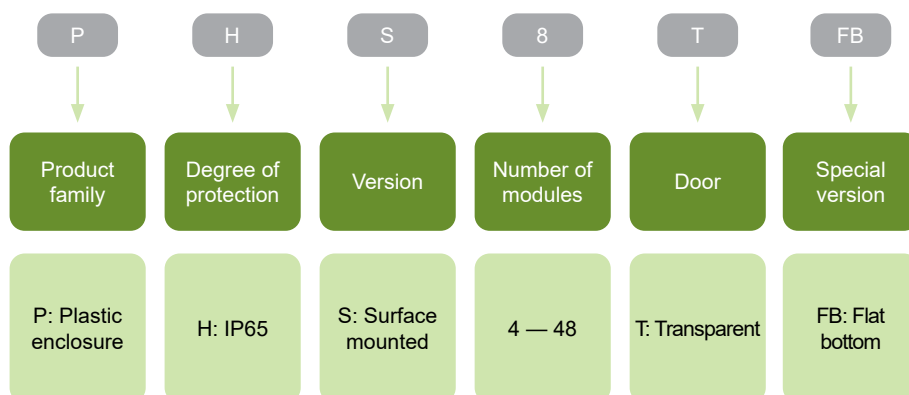 P
H
S
8
T
FB
Product
family
Degree of
protection
Version
Number of
modules
Door
Special
version
P: Plastic
enclosure
H: IP65
S: Surface
mounted
4 — 48
T: Transparent
FB: Flat
bottom